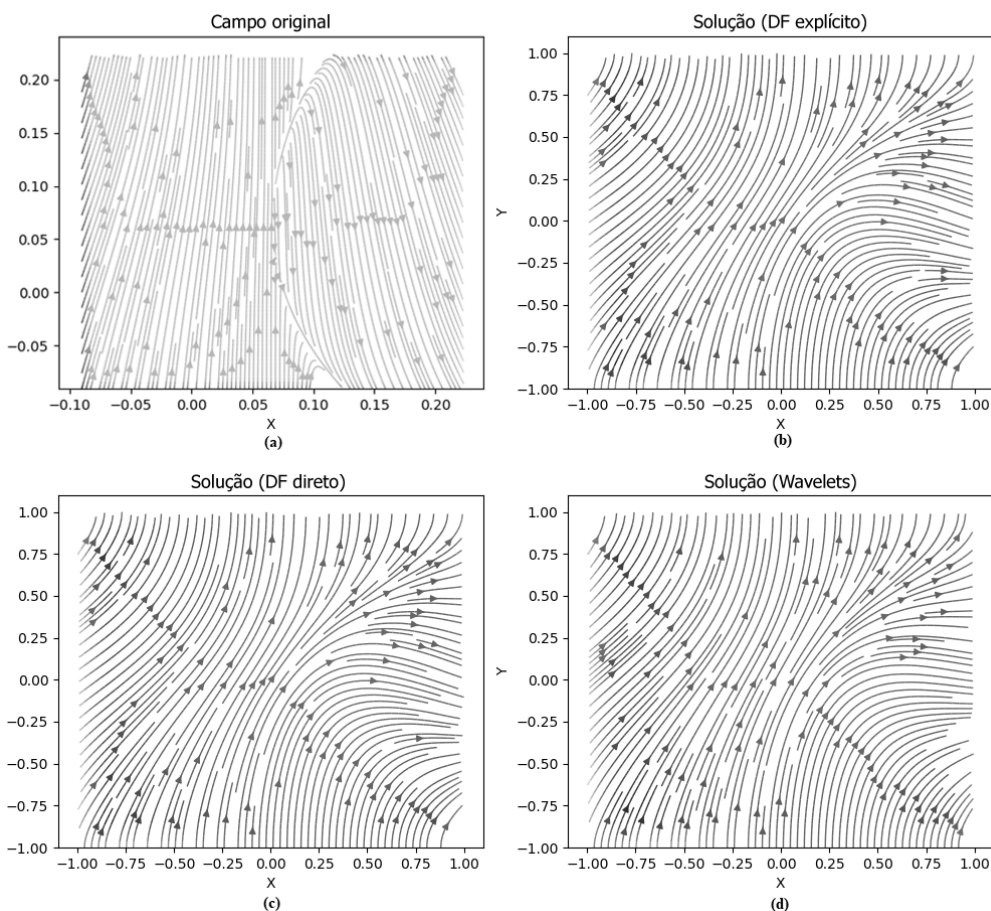 Campo original
0.20
0.15
0.10
0.05
0.00
−0.05
−0.10 −0.05 0.00 0.05 0.10 0.15 0.20
X
(a)
Solução (DF explícito)
1.00
0.75
0.50
0.25
Y
0.00
−0.25
−0.50
−0.75
−1.00
−1.00 −0.75 −0.50 −0.25 0.00 0.25 0.50 0.75 1.00
X
(b)
Solução (DF direto)
1.00
0.75
0.50
0.25
0.00
−0.25
−0.50
−0.75
−1.00
−1.00 −0.75 −0.50 −0.25 0.00 0.25 0.50 0.75 1.00
X
(c)
Solução (Wavelets)
1.00
0.75
0.50
0.25
Y
0.00
−0.25
−0.50
−0.75
−1.00
−1.00 −0.75 −0.50 −0.25 0.00 0.25 0.50 0.75 1.00
X
(d)